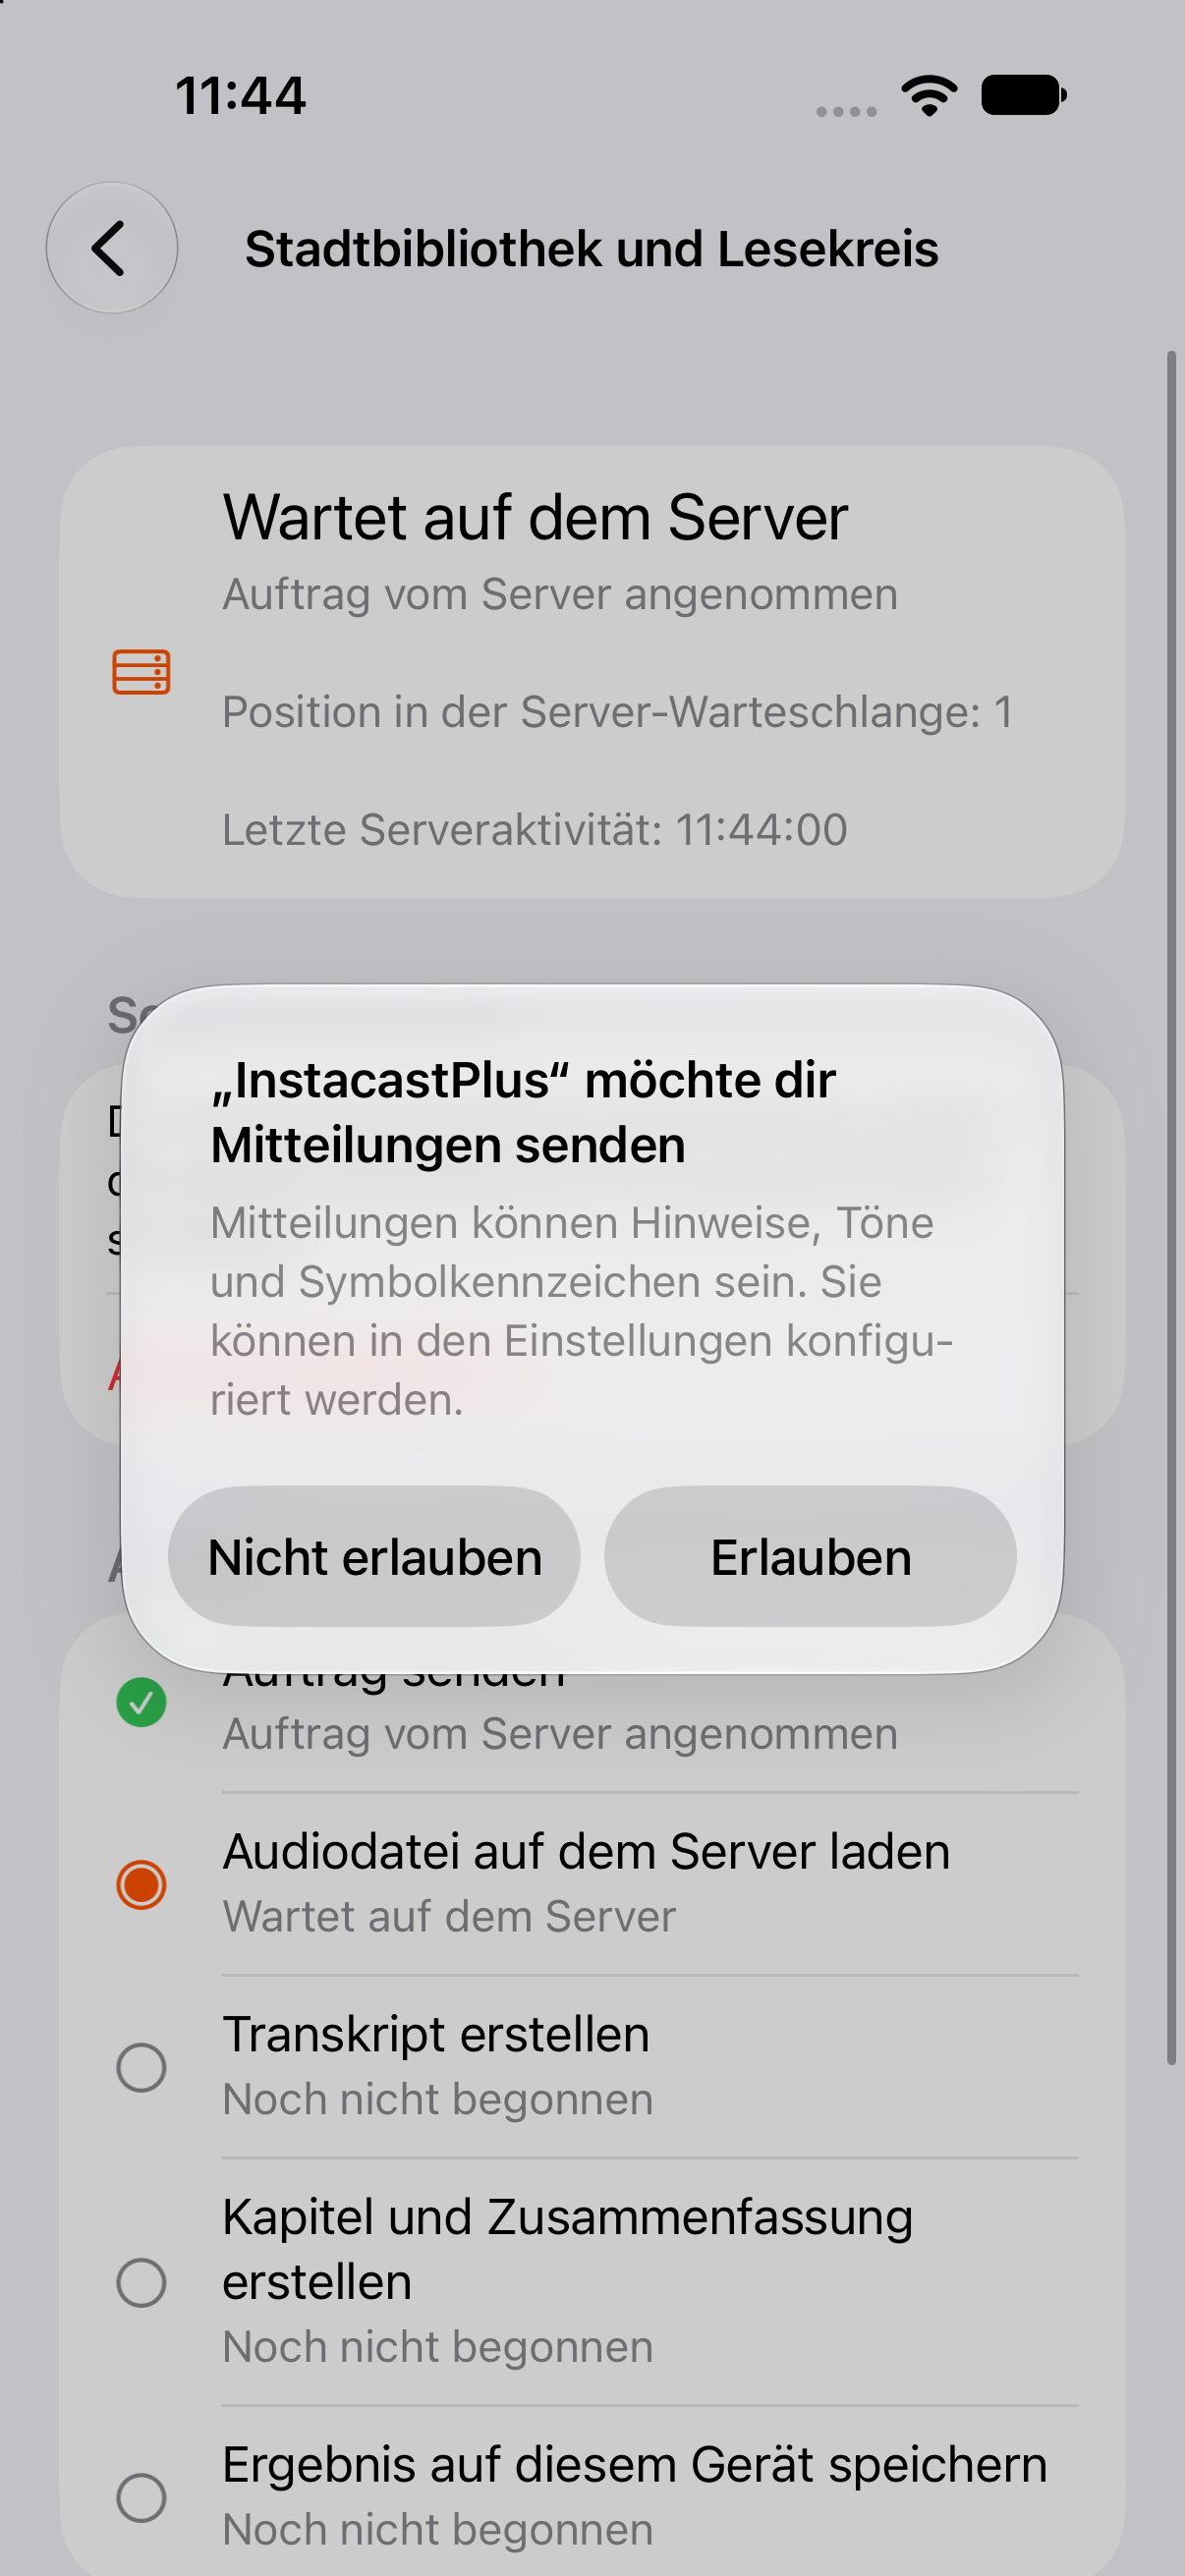 11:44
Stadtbibliothek und Lesekreis
Wartet auf dem Server
Auftrag vom Server angenommen
Position in der Server-Warteschlange: 1
Letzte Serveraktivität: 11:44:00
„InstacastPlus“ möchte dir
Mitteilungen senden
Mitteilungen können Hinweise, Töne
und Symbolkennzeichen sein. Sie
können in den Einstellungen konfigu-
riert werden.
Nicht erlauben
Erlauben
Auftrag senden
Auftrag vom Server angenommen
Audiodatei auf dem Server laden
Wartet auf dem Server
Transkript erstellen
Noch nicht begonnen
Kapitel und Zusammenfassung
erstellen
Noch nicht begonnen
Ergebnis auf diesem Gerät speichern
Noch nicht begonnen